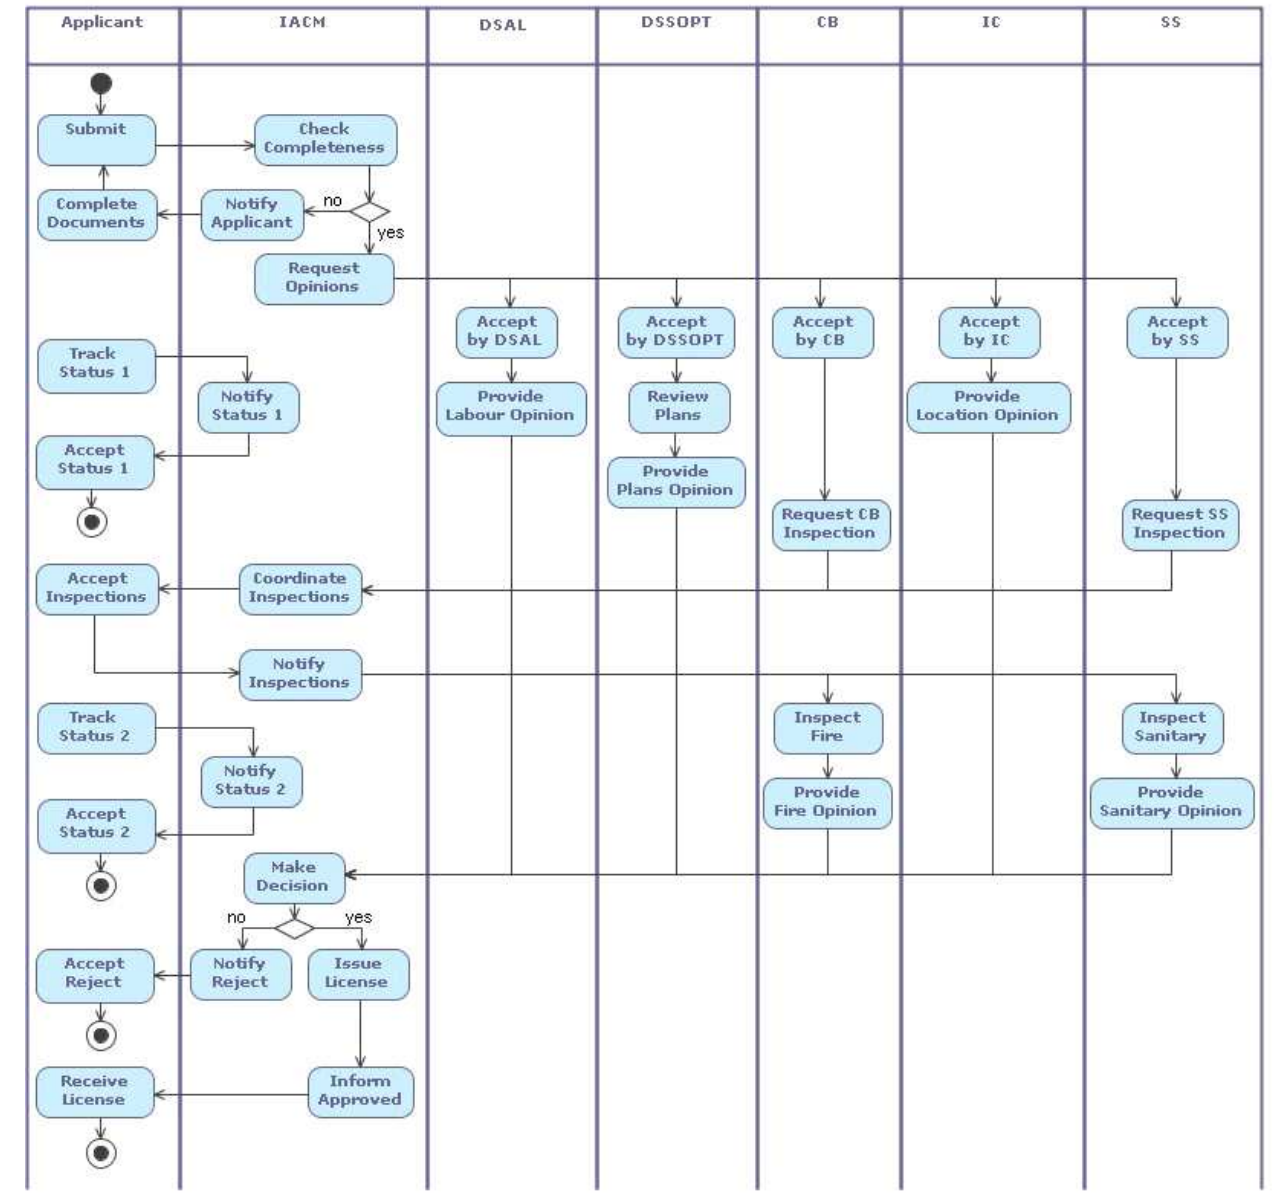 Applicant
IACM
DSAL
DSSOPT
CB
IC
SS
Submit
Check
Completeness
Complete
Documents
Notify
Applicant
no
yes
Request
Opinions
Accept
by DSAL
Accept
by DSSOPT
Accept
by CB
Accept
by IC
Accept
by SS
Track
Status 1
Notify
Status 1
Provide
Labour Opinion
Review
Plans
Provide
Location Opinion
Accept
Status 1
Provide
Plans Opinion
Request CB
Inspection
Request SS
Inspection
Accept
Inspections
Coordinate
Inspections
Notify
Inspections
Track
Status 2
Inspect
Fire
Inspect
Sanitary
Notify
Status 2
Provide
Fire Opinion
Provide
Sanitary Opinion
Accept
Status 2
Make
Decision
no
yes
Accept
Reject
Notify
Reject
Issue
License
Receive
License
Inform
Approved